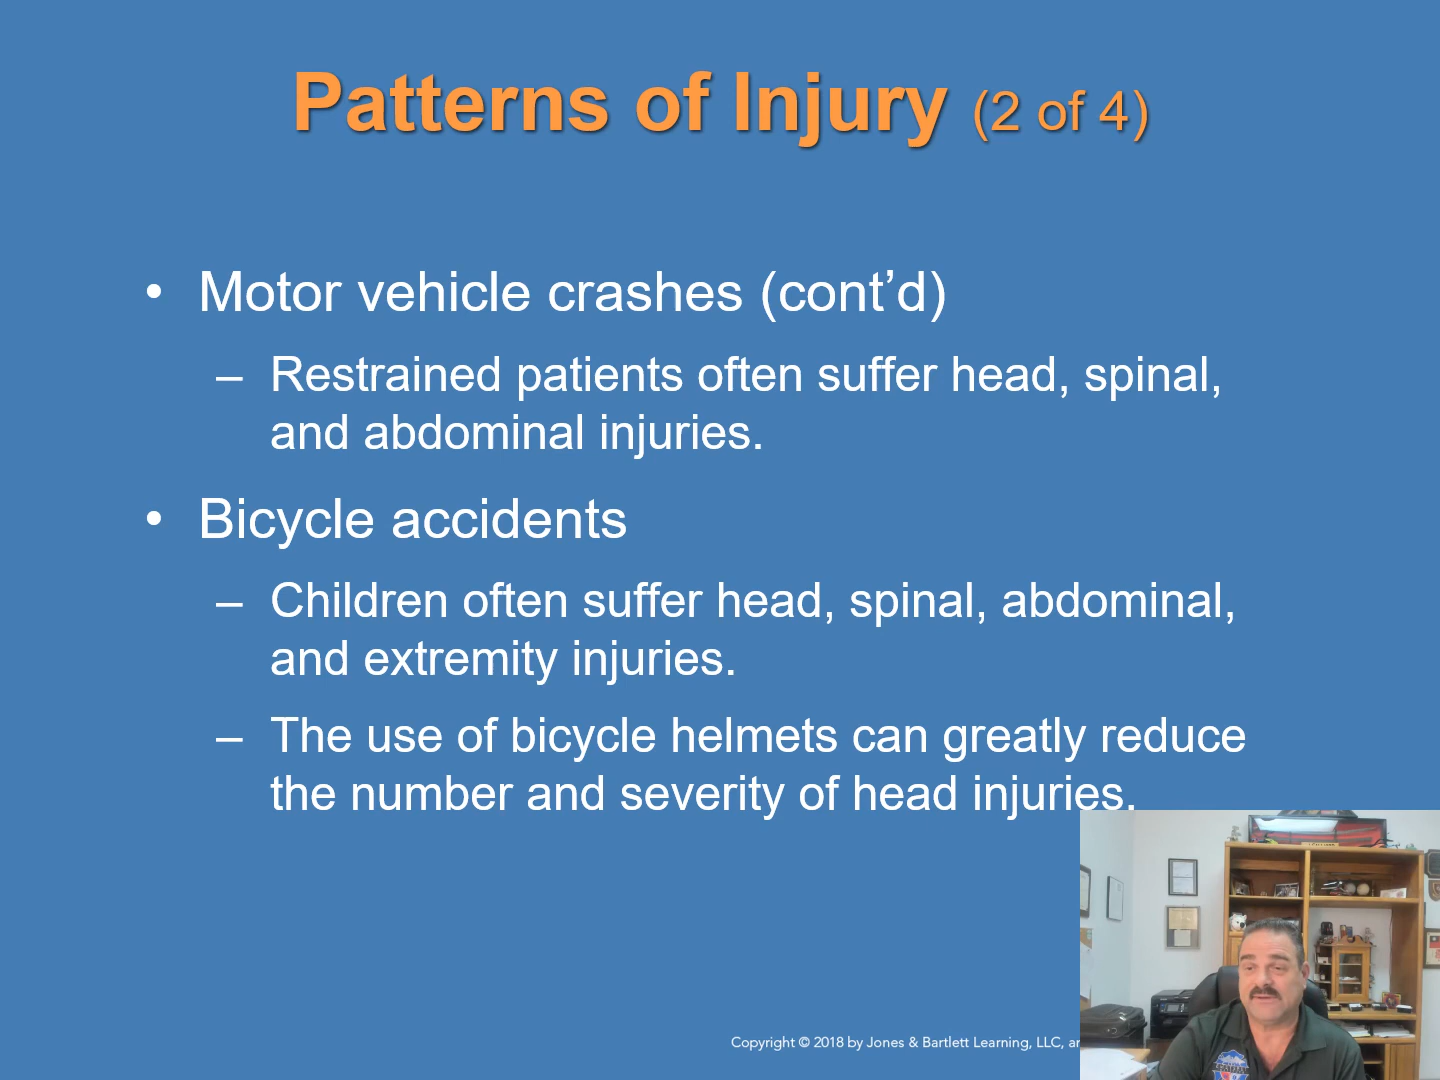 Patterns of Injury (2 of 4)
• Motor vehicle crashes (cont’d)
– Restrained patients often suffer head, spinal,
and abdominal injuries.
• Bicycle accidents
– Children often suffer head, spinal, abdominal,
and extremity injuries.
– The use of bicycle helmets can greatly reduce
the number and severity of head injuries.
Copyright © 2018 by Jones & Bartlett Learning, LLC,